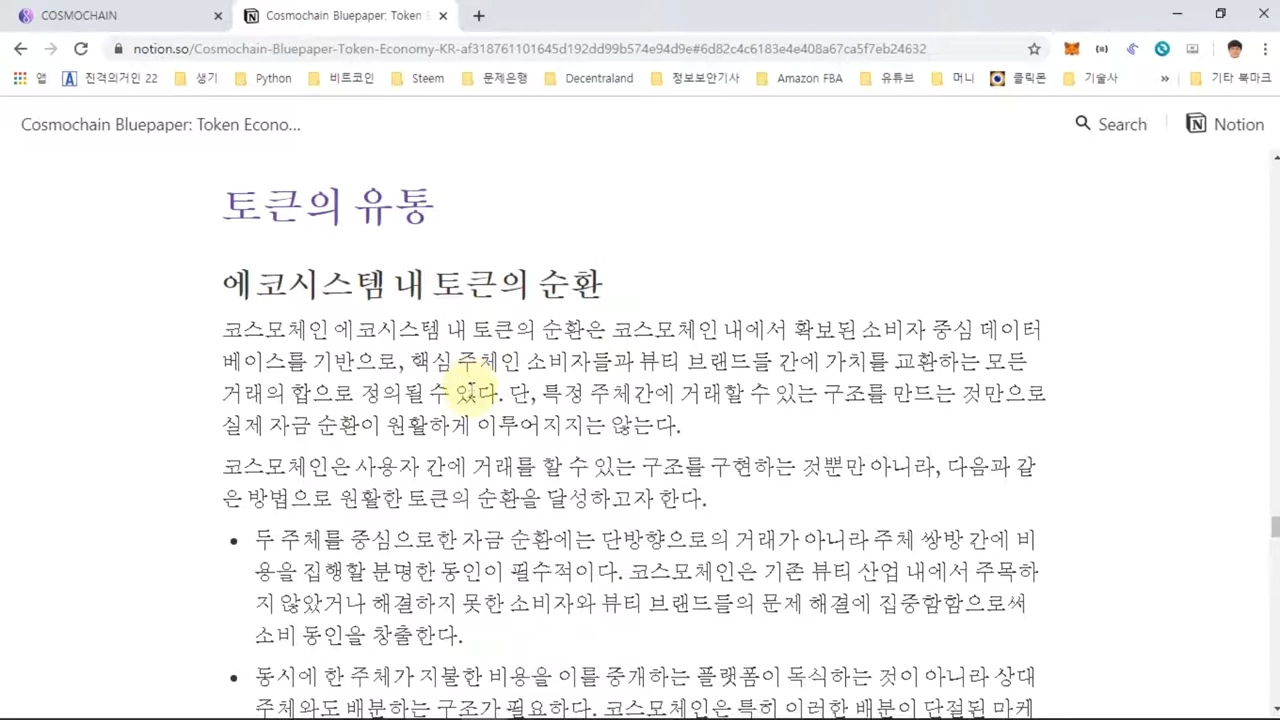 COSMOCHAIN
Cosmochain Bluepaper: Token E
notion.so/Cosmochain-Bluepaper-Token-Economy-KR-af318761101645d192dd99b574e94d9e#6d82c4c6183e4e408a67ca5f7eb24632
앱 진격의거인 22 생기 Python 비트코인 Steem 문제은행 Decentraland 정보보안기사 Amazon FBA 유튜브 머니 클릭몬 기술사 » 기타 북마크
Cosmochain Bluepaper: Token Econo... Search Notion
토큰의 유통
에코시스템 내 토큰의 순환
코스모체인 에코시스템 내 토큰의 순환은 코스모체인 내에서 확보된 소비자 중심 데이터
베이스를 기반으로, 핵심 주체인 소비자들과 뷰티 브랜드들 간에 가치를 교환하는 모든
거래의 합으로 정의될 수 있다. 단, 특정 주체간에 거래할 수 있는 구조를 만드는 것만으로
실제 자금 순환이 원활하게 이루어지지는 않는다.
코스모체인은 사용자 간에 거래를 할 수 있는 구조를 구현하는 것뿐만 아니라, 다음과 같
은 방법으로 원활한 토큰의 순환을 달성하고자 한다.
• 두 주체를 중심으로한 자금 순환에는 단방향으로의 거래가 아니라 주체 쌍방 간에 비
용을 집행할 분명한 동인이 필수적이다. 코스모체인은 기존 뷰티 산업 내에서 주목하
지 않았거나 해결하지 못한 소비자와 뷰티 브랜드들의 문제 해결에 집중함함으로써
소비 동인을 창출한다.
• 동시에 한 주체가 지불한 비용을 이를 중개하는 플랫폼이 독식하는 것이 아니라 상대
주체와도 배분하는 구조가 필요하다. 코스모체인은 특히 이러한 배분이 단절된 마케